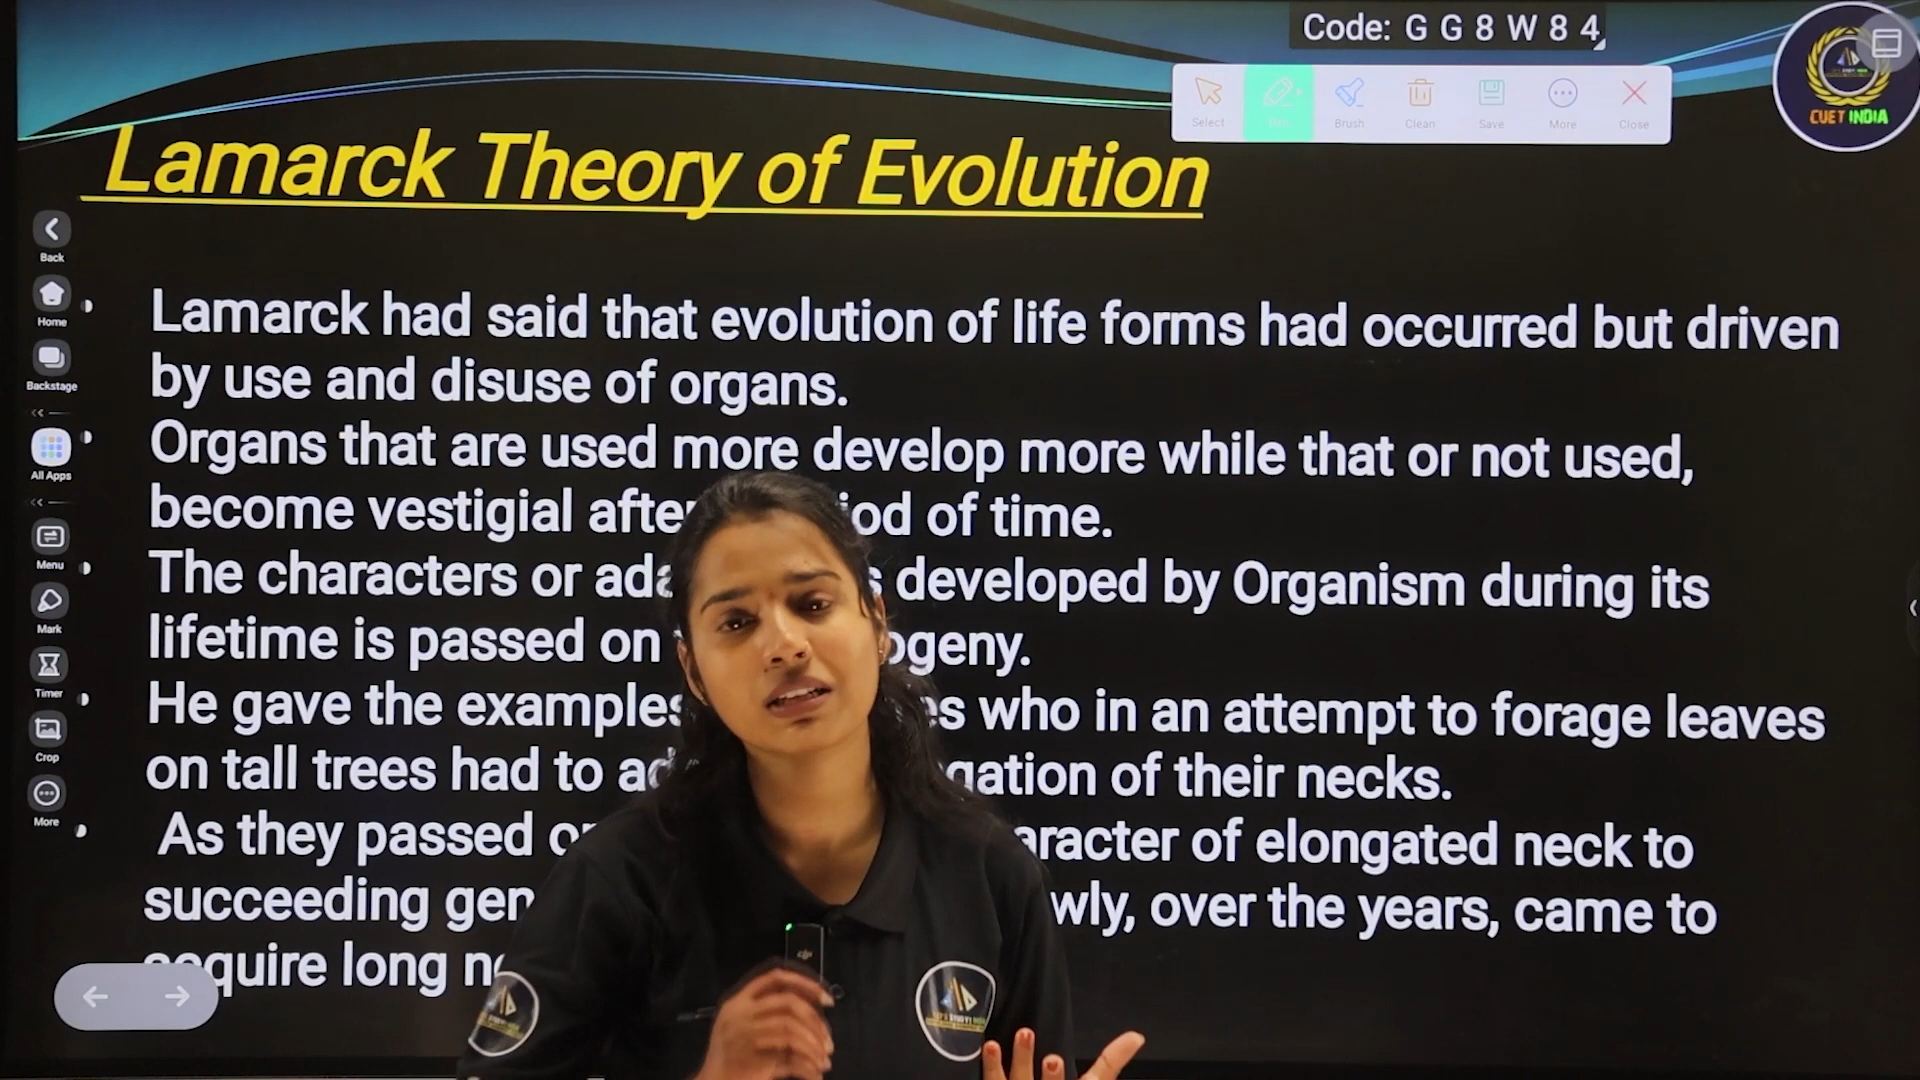 Code: G G 8 W 8 4
Select Brush Clean Save More Close
CUET INDIA
Lamarck Theory of Evolution
Back
Home
Backstage
All Apps
Menu
Mark
Timer
Crop
More
Lamarck had said that evolution of life forms had occurred but driven
by use and disuse of organs.
Organs that are used more develop more while that or not used,
become vestigial of time.
The characters or developed by Organism during its
lifetime is passed on
He gave the examples who in an attempt to forage leaves
on tall trees had to of their necks.
As they passed of elongated neck to
succeeding over the years, came to
long
dji